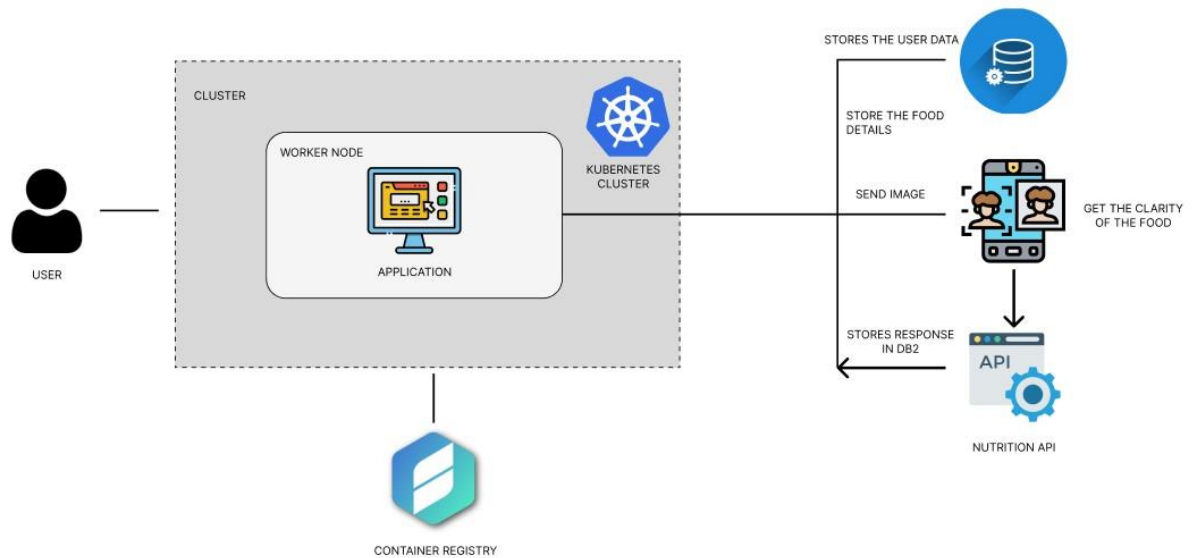 STORES THE USER DATA
CLUSTER
STORE THE FOOD
DETAILS
WORKER NODE
KUBERNETES
CLUSTER
SEND IMAGE
GET THE CLARITY
OF THE FOOD
USER
APPLICATION
STORES RESPONSE
IN DB2
API
NUTRITION API
CONTAINER REGISTRY